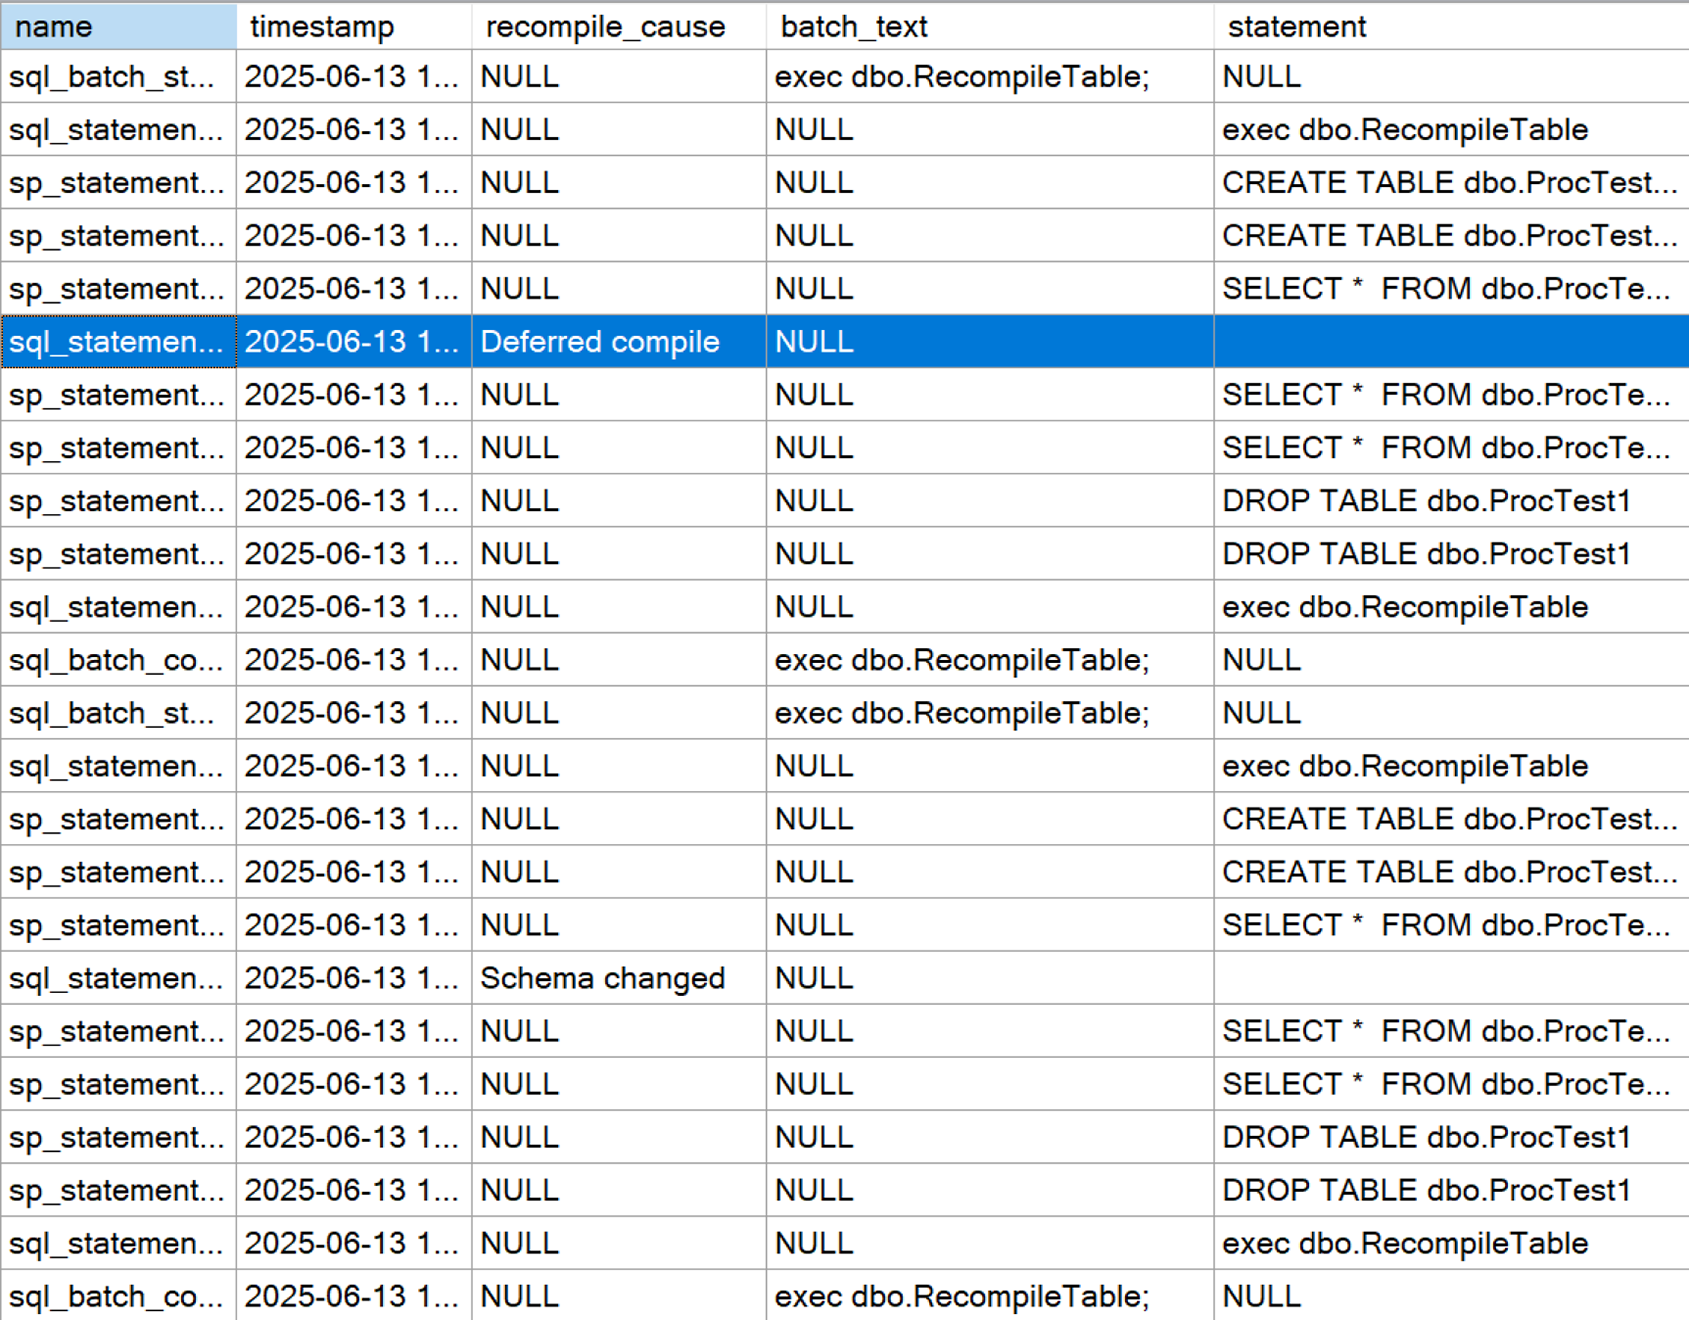 name timestamp recompile_cause batch_text statement
sql_batch_st... 2025-06-13 1... NULL exec dbo.RecompileTable; NULL
sql_statemen... 2025-06-13 1... NULL NULL exec dbo.RecompileTable
sp_statement... 2025-06-13 1... NULL NULL CREATE TABLE dbo.ProcTest...
sp_statement... 2025-06-13 1... NULL NULL CREATE TABLE dbo.ProcTest...
sp_statement... 2025-06-13 1... NULL NULL SELECT *  FROM dbo.ProcTe...
sql_statemen... 2025-06-13 1... Deferred compile NULL
sp_statement... 2025-06-13 1... NULL NULL SELECT *  FROM dbo.ProcTe...
sp_statement... 2025-06-13 1... NULL NULL SELECT *  FROM dbo.ProcTe...
sp_statement... 2025-06-13 1... NULL NULL DROP TABLE dbo.ProcTest1
sp_statement... 2025-06-13 1... NULL NULL DROP TABLE dbo.ProcTest1
sql_statemen... 2025-06-13 1... NULL NULL exec dbo.RecompileTable
sql_batch_co... 2025-06-13 1... NULL exec dbo.RecompileTable; NULL
sql_batch_st... 2025-06-13 1... NULL exec dbo.RecompileTable; NULL
sql_statemen... 2025-06-13 1... NULL NULL exec dbo.RecompileTable
sp_statement... 2025-06-13 1... NULL NULL CREATE TABLE dbo.ProcTest...
sp_statement... 2025-06-13 1... NULL NULL CREATE TABLE dbo.ProcTest...
sp_statement... 2025-06-13 1... NULL NULL SELECT *  FROM dbo.ProcTe...
sql_statemen... 2025-06-13 1... Schema changed NULL
sp_statement... 2025-06-13 1... NULL NULL SELECT *  FROM dbo.ProcTe...
sp_statement... 2025-06-13 1... NULL NULL SELECT *  FROM dbo.ProcTe...
sp_statement... 2025-06-13 1... NULL NULL DROP TABLE dbo.ProcTest1
sp_statement... 2025-06-13 1... NULL NULL DROP TABLE dbo.ProcTest1
sql_statemen... 2025-06-13 1... NULL NULL exec dbo.RecompileTable
sql_batch_co... 2025-06-13 1... NULL exec dbo.RecompileTable; NULL